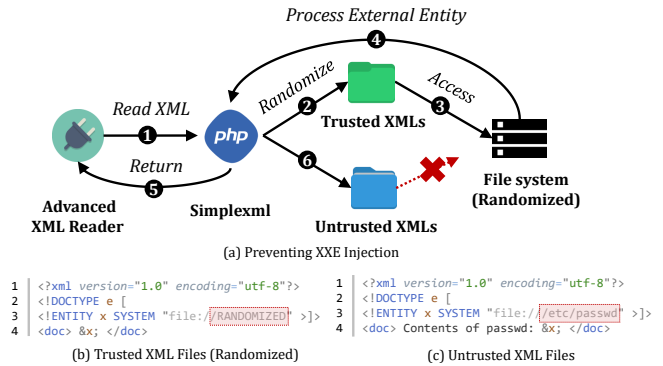 Process External Entity
4
Randomize
Access
Read XML
2
3
Trusted XMLs
1
php
Return
6
5
File system
(Randomized)
Advanced
XML Reader
Simplexml
Untrusted XMLs
(a) Preventing XXE Injection
1 <?xml version="1.0" encoding="utf-8"?>
2 <!DOCTYPE e [
3 <!ENTITY x SYSTEM "file://RANDOMIZED" >]>
4 <doc> &x; </doc>
(b) Trusted XML Files (Randomized)
1 <?xml version="1.0" encoding="utf-8"?>
2 <!DOCTYPE e [
3 <!ENTITY x SYSTEM "file:///etc/passwd" >]>
4 <doc> Contents of passwd: &x; </doc>
(c) Untrusted XML Files